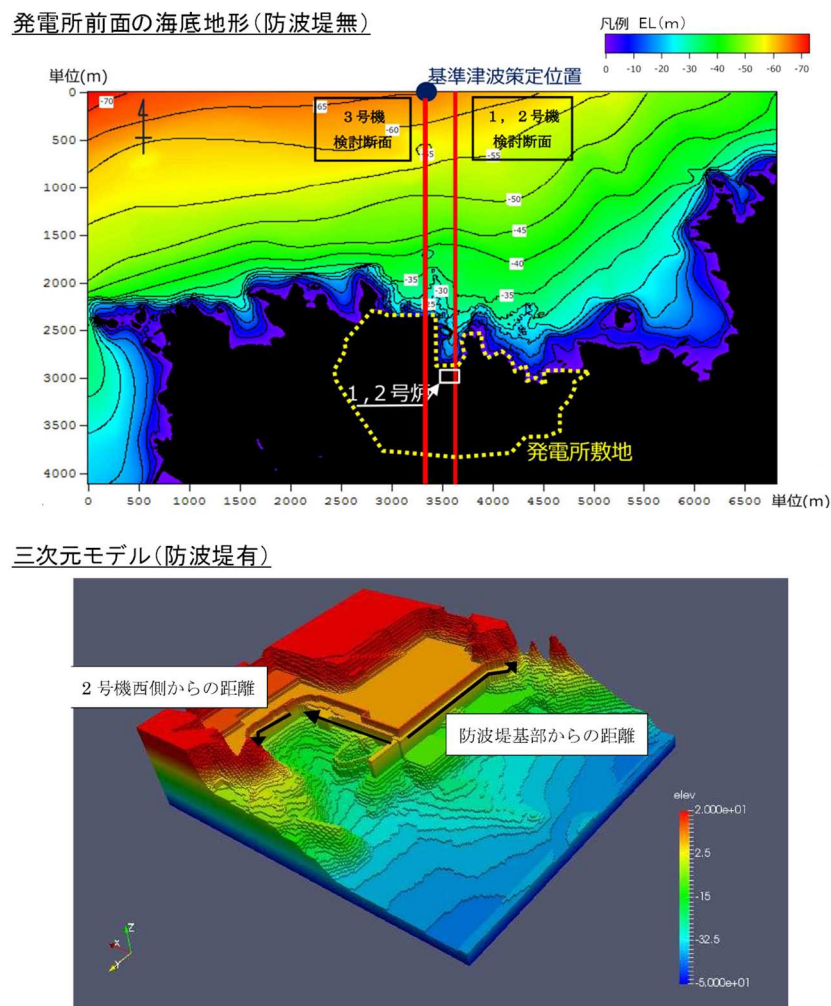 発電所前面の海底地形(防波堤無)
凡例 EL(m)
0 -10 -20 -30 -40 -50 -60 -70
単位(m)
基準津波策定位置
3号機
検討断面
1,2号機
検討断面
-70
-65
-60
-55
-55
-50
-45
-40
-35
-30
-25
-35
0
500
1000
1500
2000
2500
3000
3500
4000
1,2号炉
発電所敷地
0 500 1000 1500 2000 2500 3000 3500 4000 4500 5000 5500 6000 6500 単位(m)
三次元モデル(防波堤有)
2号機西側からの距離
防波堤基部からの距離
elev
2.000e+01
2.5
-15
-32.5
-5.000e+01
Z
X
Y